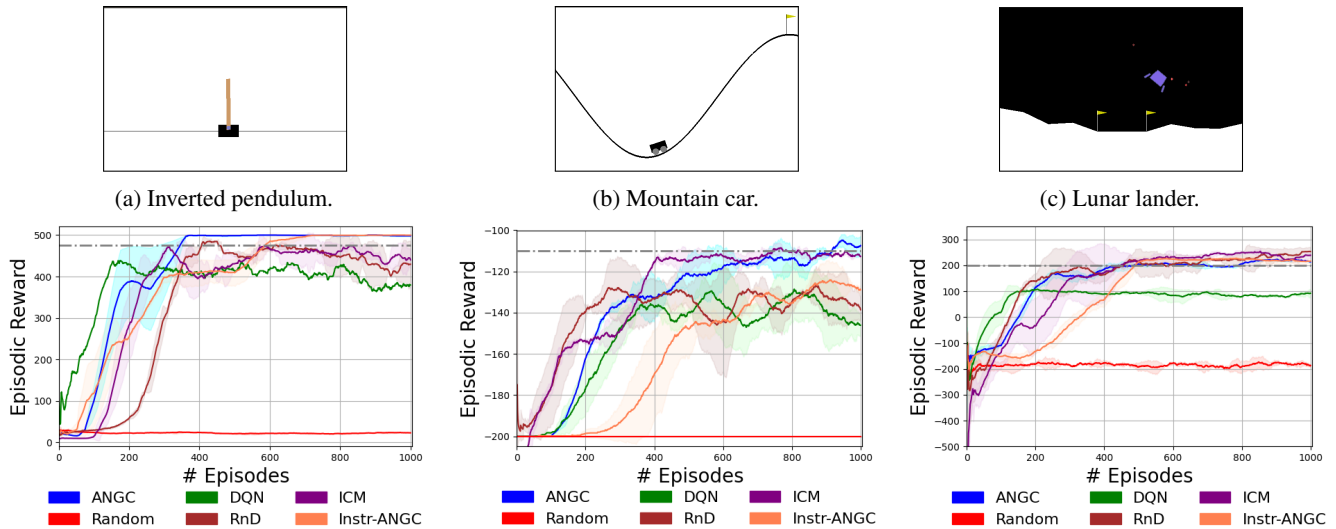 (a) Inverted pendulum.
(b) Mountain car.
(c) Lunar lander.
Episodic Reward
500
400
300
200
100
0
0 200 400 600 800 1000
# Episodes
ANGC DQN ICM
Random RnD Instr-ANGC
Episodic Reward
−100
−120
−140
−160
−180
−200
0 200 400 600 800 1000
# Episodes
ANGC DQN ICM
Random RnD Instr-ANGC
Episodic Reward
300
200
100
0
−100
−200
−300
−400
−500
0 200 400 600 800 1000
# Episodes
ANGC DQN ICM
Random RnD Instr-ANGC